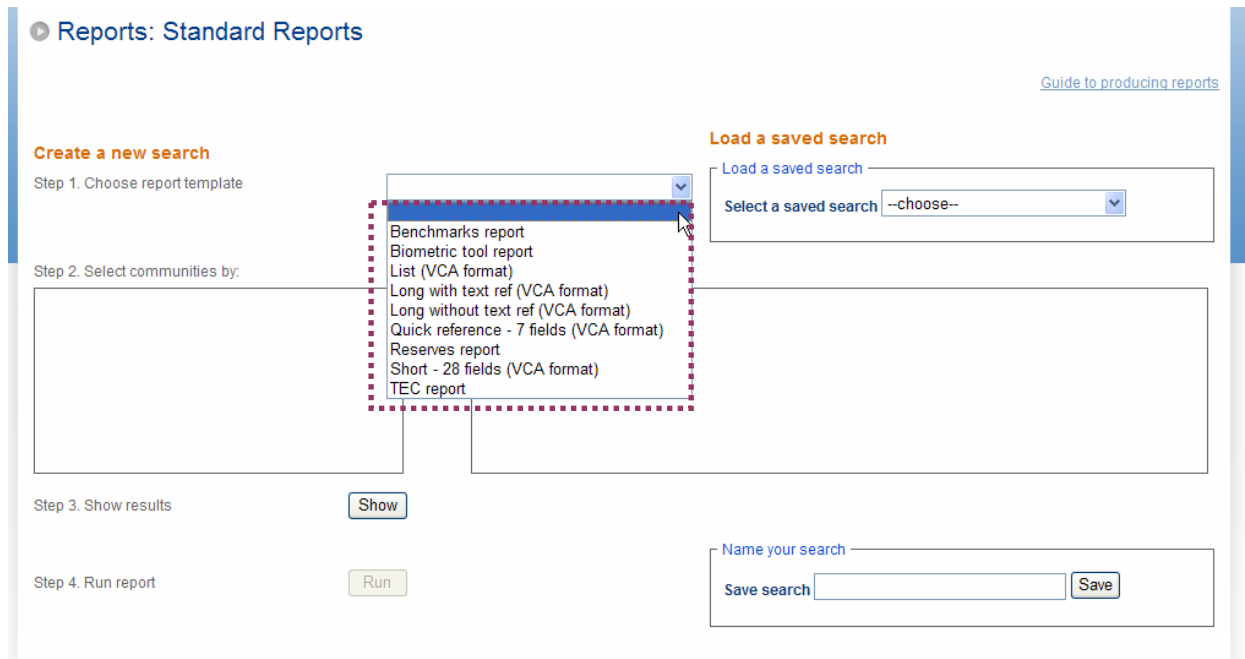 Reports: Standard Reports
Guide to producing reports
Create a new search
Step 1. Choose report template
Load a saved search
Load a saved search
Select a saved search --choose--
Benchmarks report
Biometric tool report
List (VCA format)
Long with text ref (VCA format)
Long without text ref (VCA format)
Quick reference - 7 fields (VCA format)
Reserves report
Short - 28 fields (VCA format)
TEC report
Step 2. Select communities by:
Step 3. Show results Show
Step 4. Run report Run
Name your search
Save search Save